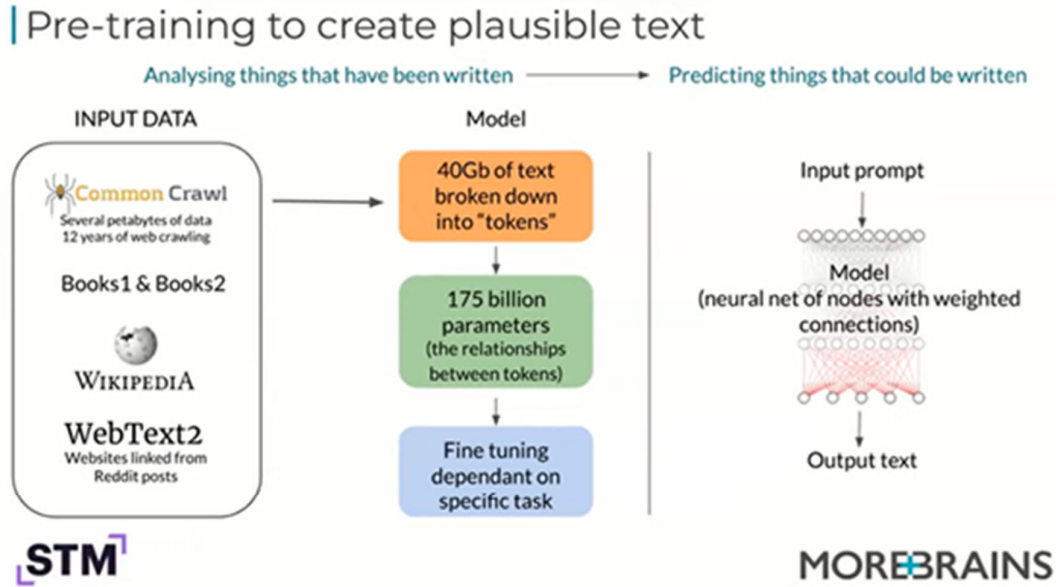 Pre-training to create plausible text
Analysing things that have been written
Predicting things that could be written
INPUT DATA
Common Crawl
Several petabytes of data
12 years of web crawling
Books1 & Books2
WIKIPEDIA
WebText2
Websites linked from
Reddit posts
Model
40Gb of text
broken down
into “tokens”
175 billion
parameters
(the relationships
between tokens)
Fine tuning
dependant on
specific task
Input prompt
Model
(neural net of nodes with weighted
connections)
Output text
STM
MOREBRAINS